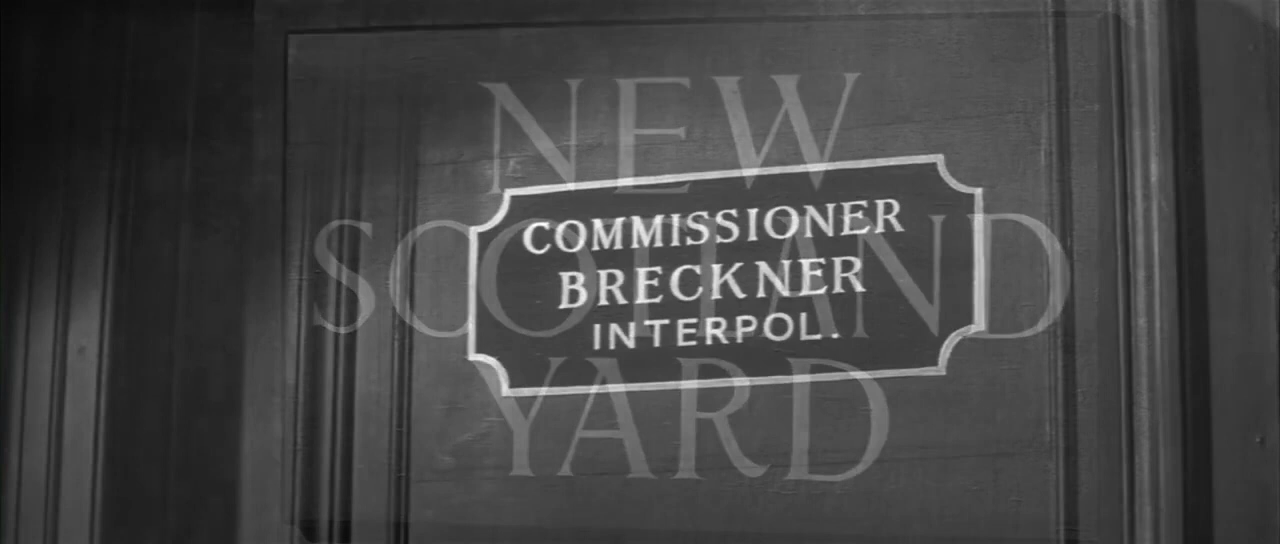 NEW
SCOTLAND
YARD
COMMISSIONER
BRECKNER
INTERPOL.